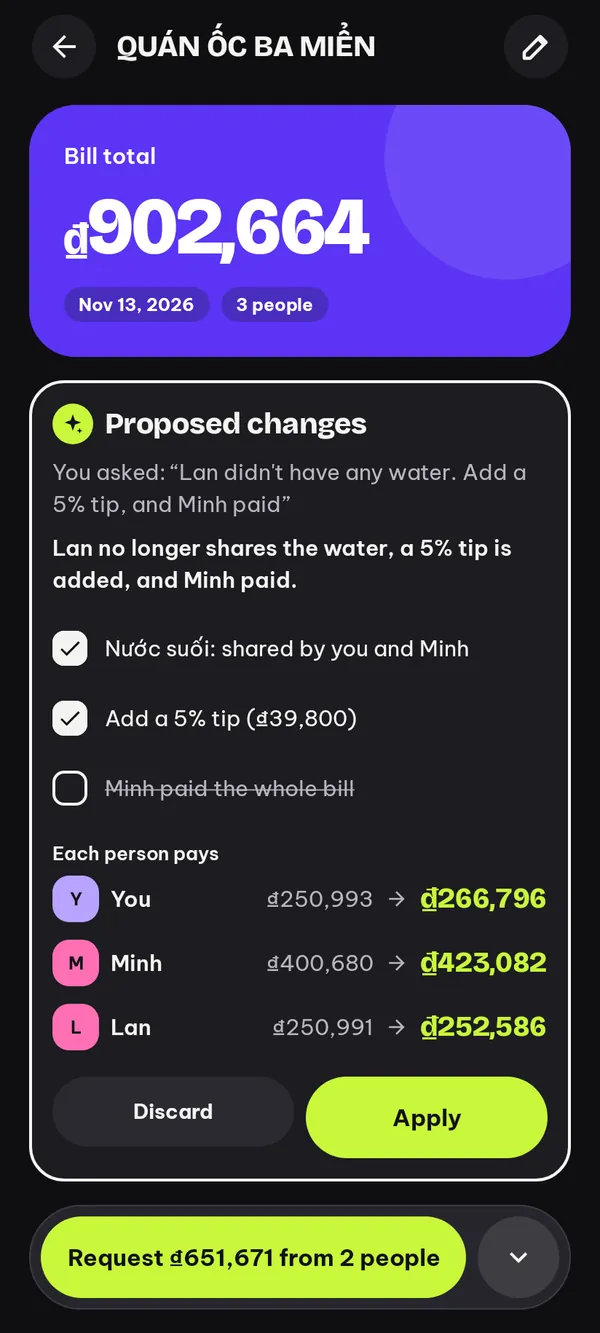 QUÁN ỐC BA MIỀN
Bill total
₫902,664
Nov 13, 2026
3 people
Proposed changes
You asked: “Lan didn't have any water. Add a
5% tip, and Minh paid”
Lan no longer shares the water, a 5% tip is
added, and Minh paid.
Nước suối: shared by you and Minh
Add a 5% tip (₫39,800)
Minh paid the whole bill
Each person pays
Y You ₫250,993 → ₫266,796
M Minh ₫400,680 → ₫423,082
L Lan ₫250,991 → ₫252,586
Discard
Apply
Request ₫651,671 from 2 people